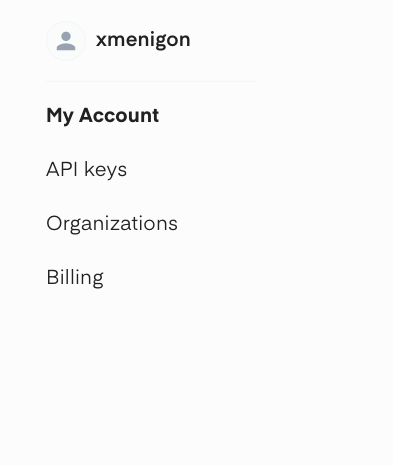 xmenigon
My Account
API keys
Organizations
Billing